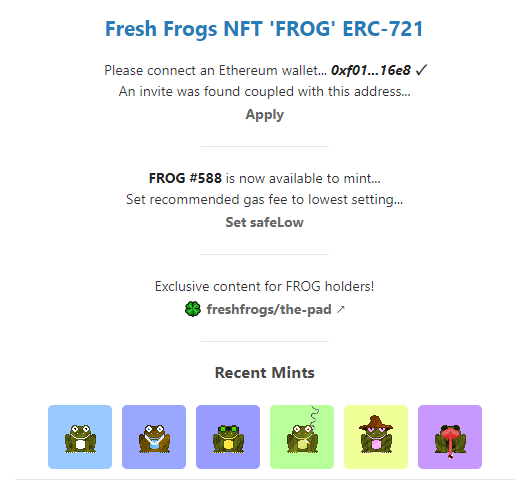 Fresh Frogs NFT 'FROG' ERC-721
Please connect an Ethereum wallet... 0xf01...16e8 ✓
An invite was found coupled with this address...
Apply
FROG #588 is now available to mint...
Set recommended gas fee to lowest setting...
Set safeLow
Exclusive content for FROG holders!
🍀 freshfrogs/the-pad ↗
Recent Mints